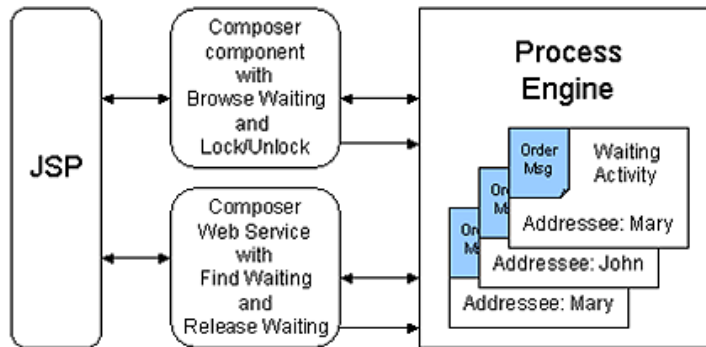 JSP
Composer
component
with
Browse Waiting
and
Lock/Unlock
Composer
Web Service
with
Find Waiting
and
Release Waiting
Process
Engine
Order
Msg
Waiting
Activity
Addressee: Mary
Addressee: John
Addressee: Mary